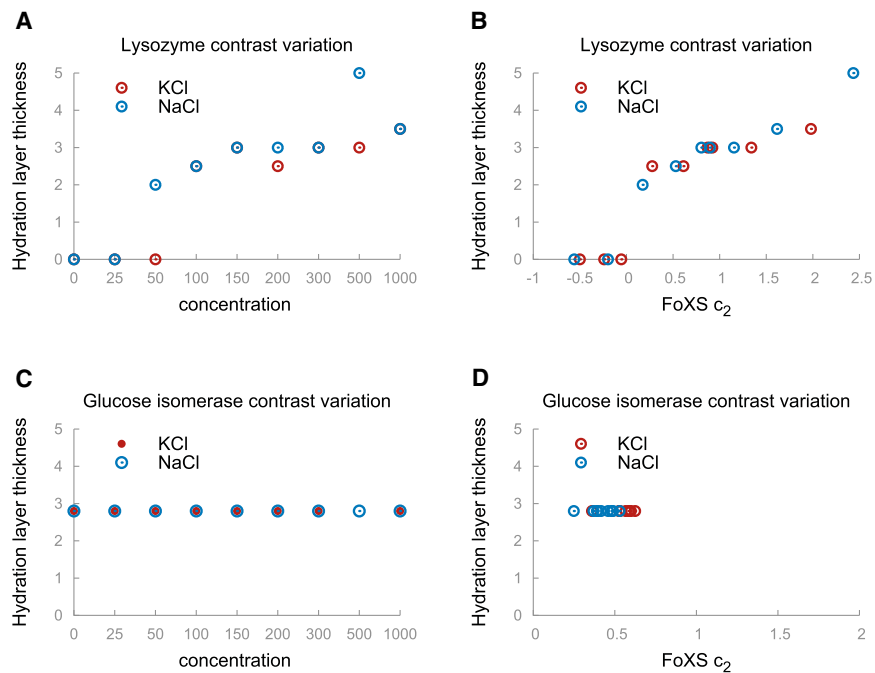 A
Lysozyme contrast variation
Hydration layer thickness
5
4
3
2
1
0
KCl
NaCl
0 25 50 100 150 200 300 500 1000
concentration
B
Lysozyme contrast variation
Hydration layer thickness
5
4
3
2
1
0
KCl
NaCl
-1 -0.5 0 0.5 1 1.5 2 2.5
FoXS c2
C
Glucose isomerase contrast variation
Hydration layer thickness
5
4
3
2
1
0
KCl
NaCl
0 25 50 100 150 200 300 500 1000
concentration
D
Glucose isomerase contrast variation
Hydration layer thickness
5
4
3
2
1
0
KCl
NaCl
0 0.5 1 1.5 2
FoXS c2